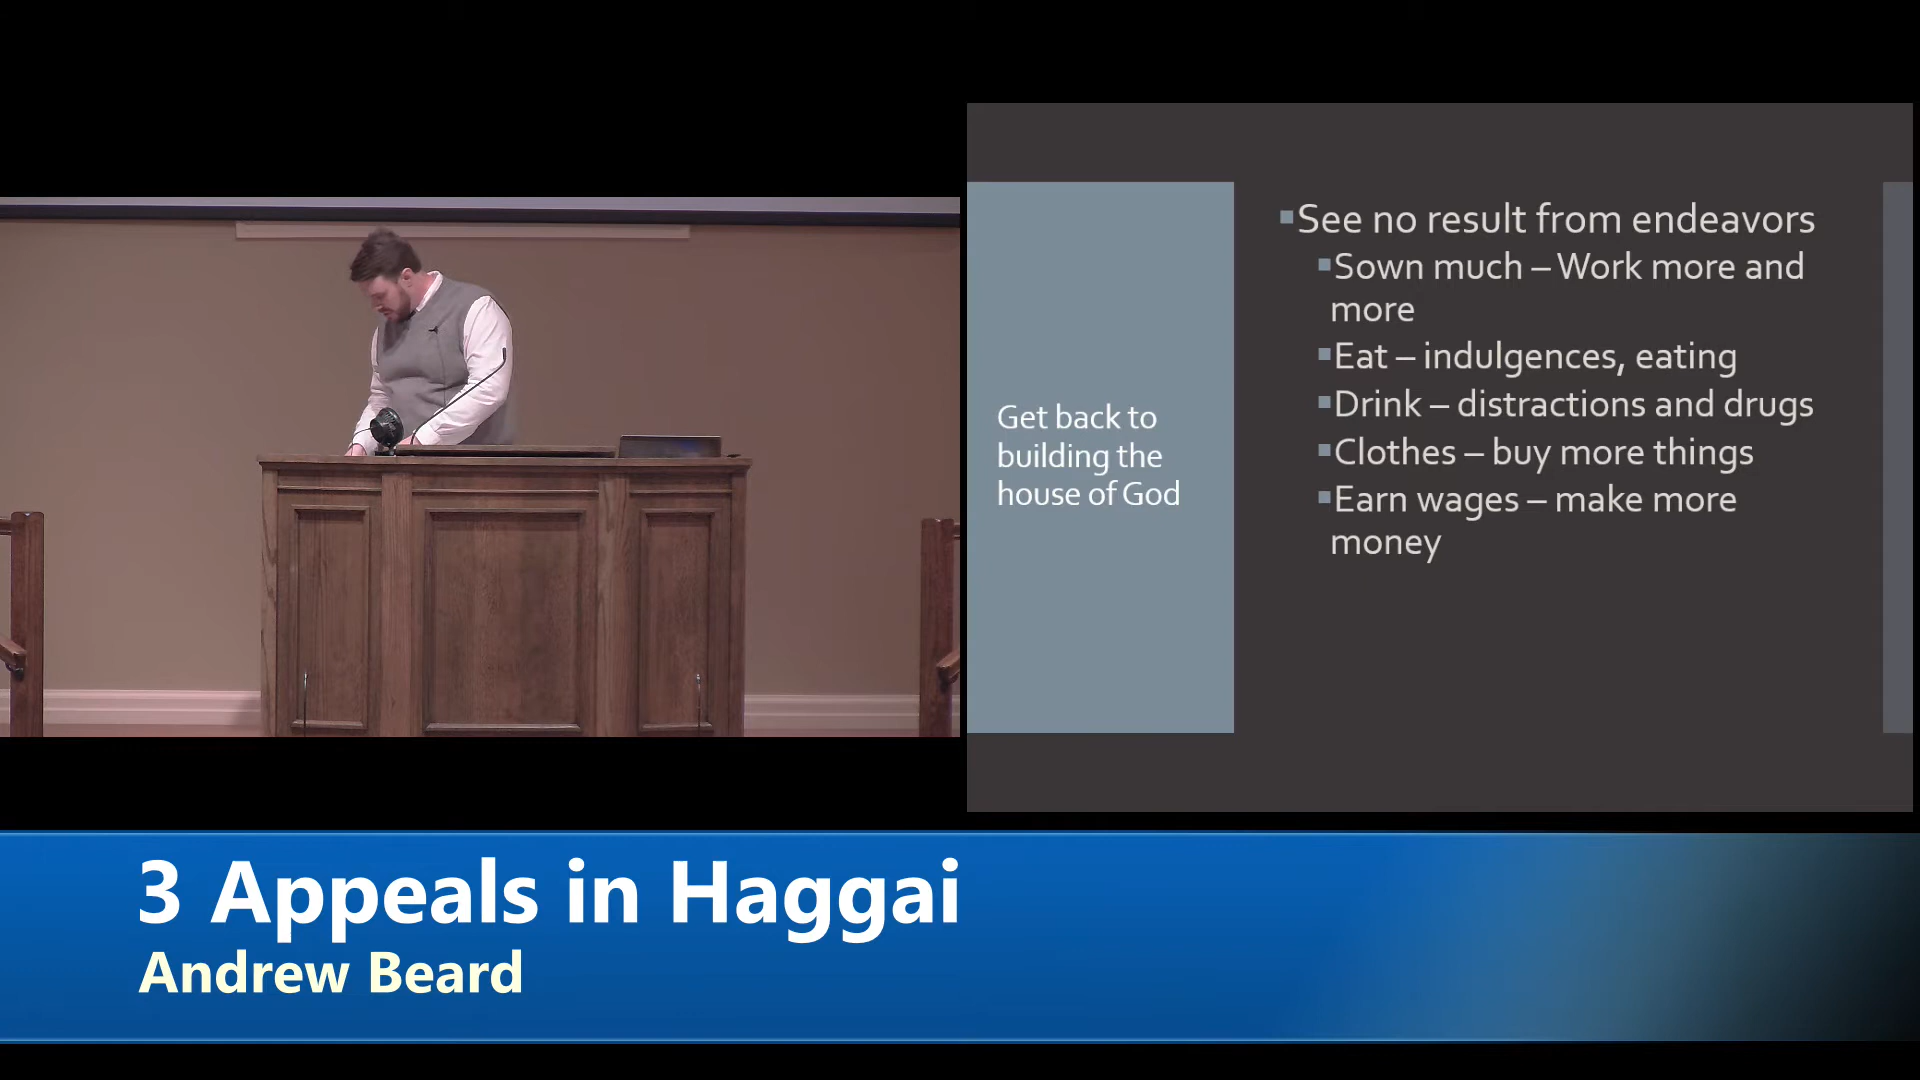 Get back to
building the
house of God
▪See no result from endeavors
▪Sown much – Work more and
more
▪Eat – indulgences, eating
▪Drink – distractions and drugs
▪Clothes – buy more things
▪Earn wages – make more
money
3 Appeals in Haggai
Andrew Beard